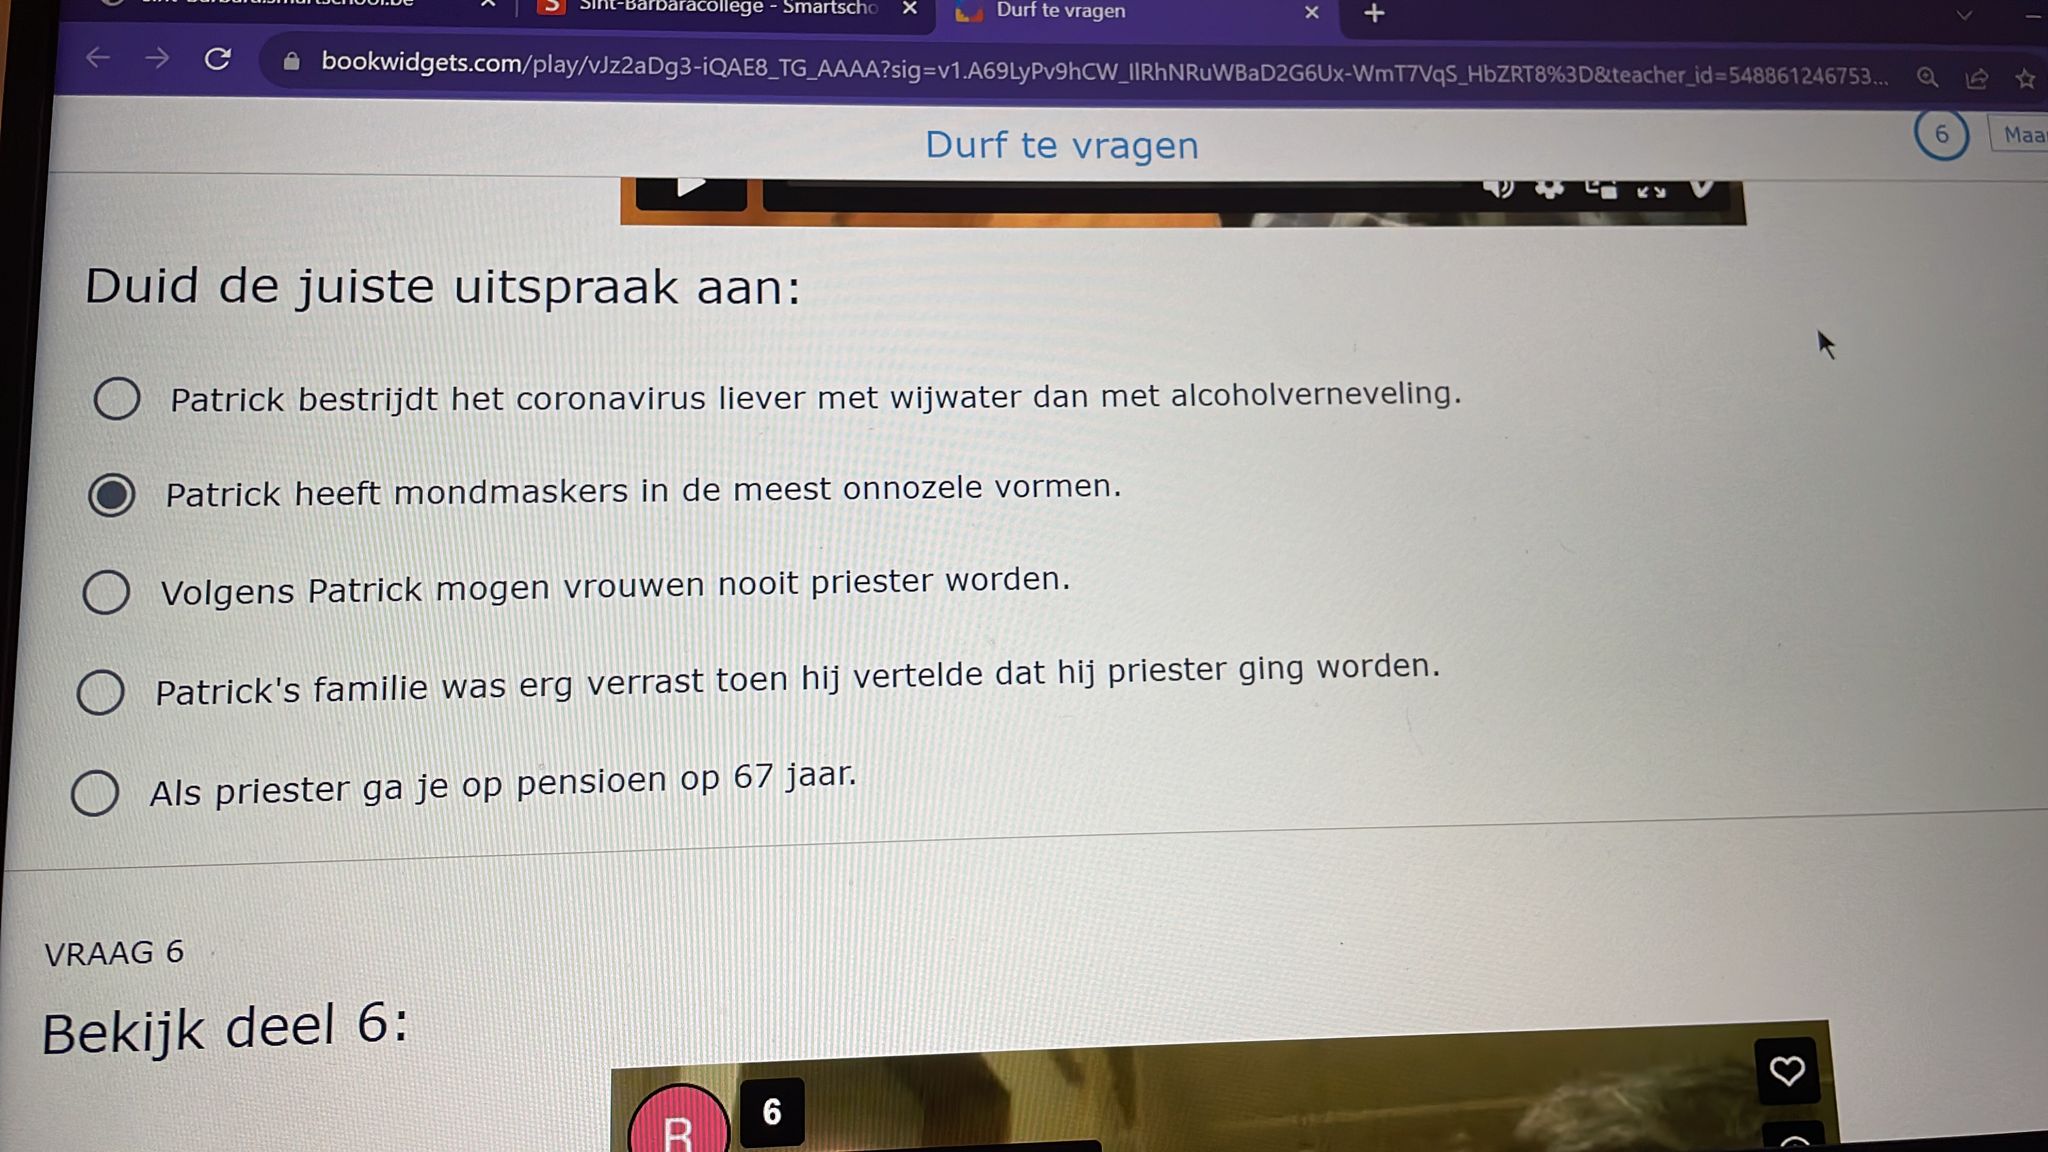 Sint-Barbaracollege - Smartscho
Durf te vragen
bookwidgets.com/play/vJz2aDg3-iQAE8_TG_AAAA?sig=v1.A69LyPv9hCW_IlRhNRuWBaD2G6Ux-WmT7VqS_HbZRT8%3D&teacher_id=548861246753...
Durf te vragen
6
Maa
Duid de juiste uitspraak aan:
Patrick bestrijdt het coronavirus liever met wijwater dan met alcoholverneveling.
Patrick heeft mondmaskers in de meest onnozele vormen.
Volgens Patrick mogen vrouwen nooit priester worden.
Patrick's familie was erg verrast toen hij vertelde dat hij priester ging worden.
Als priester ga je op pensioen op 67 jaar.
VRAAG 6
Bekijk deel 6:
R
6